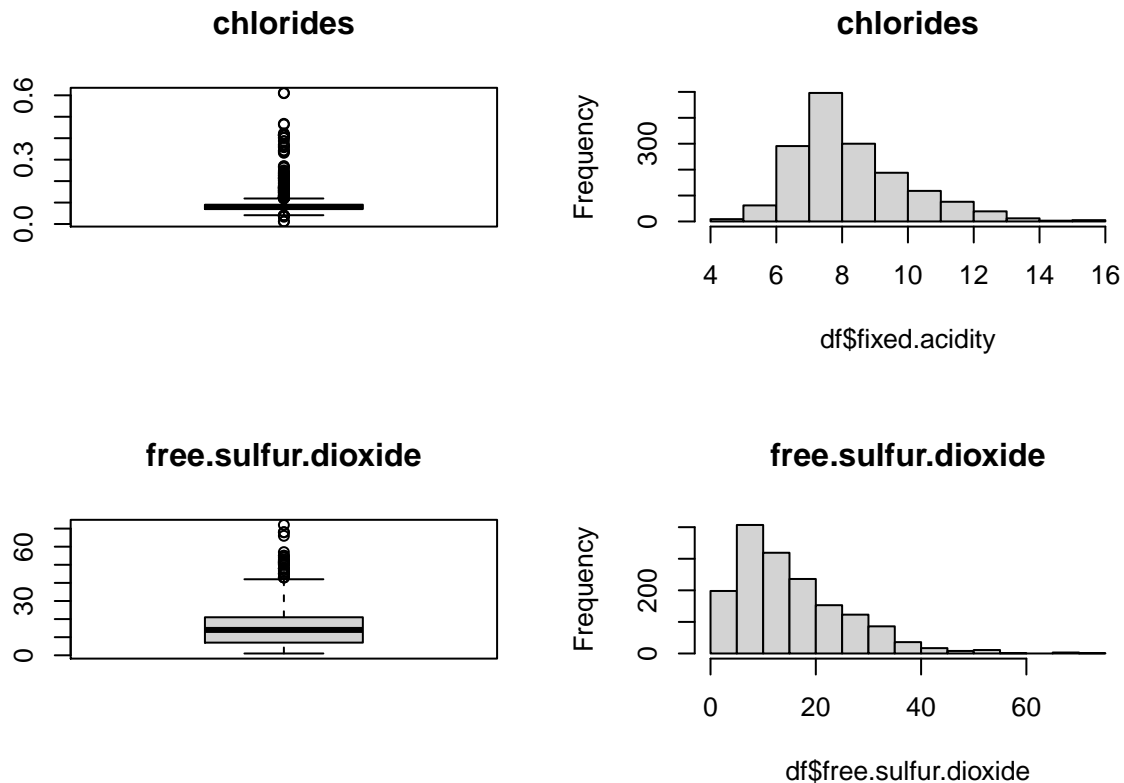 chlorides
0.0 0.3 0.6
chlorides
Frequency
0 300
4 6 8 10 12 14 16
df$fixed.acidity
free.sulfur.dioxide
0 30 60
free.sulfur.dioxide
Frequency
0 200
0 20 40 60
df$free.sulfur.dioxide